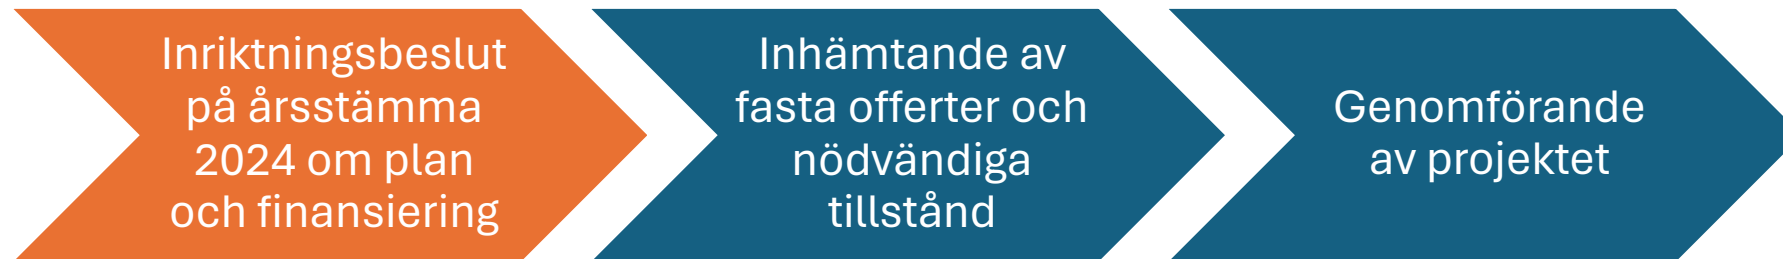 Inriktningsbeslut
på årsstämma
2024 om plan
och finansiering
Inhämtande av
fasta offerter och
nödvändiga
tillstånd
Genomförande
av projektet